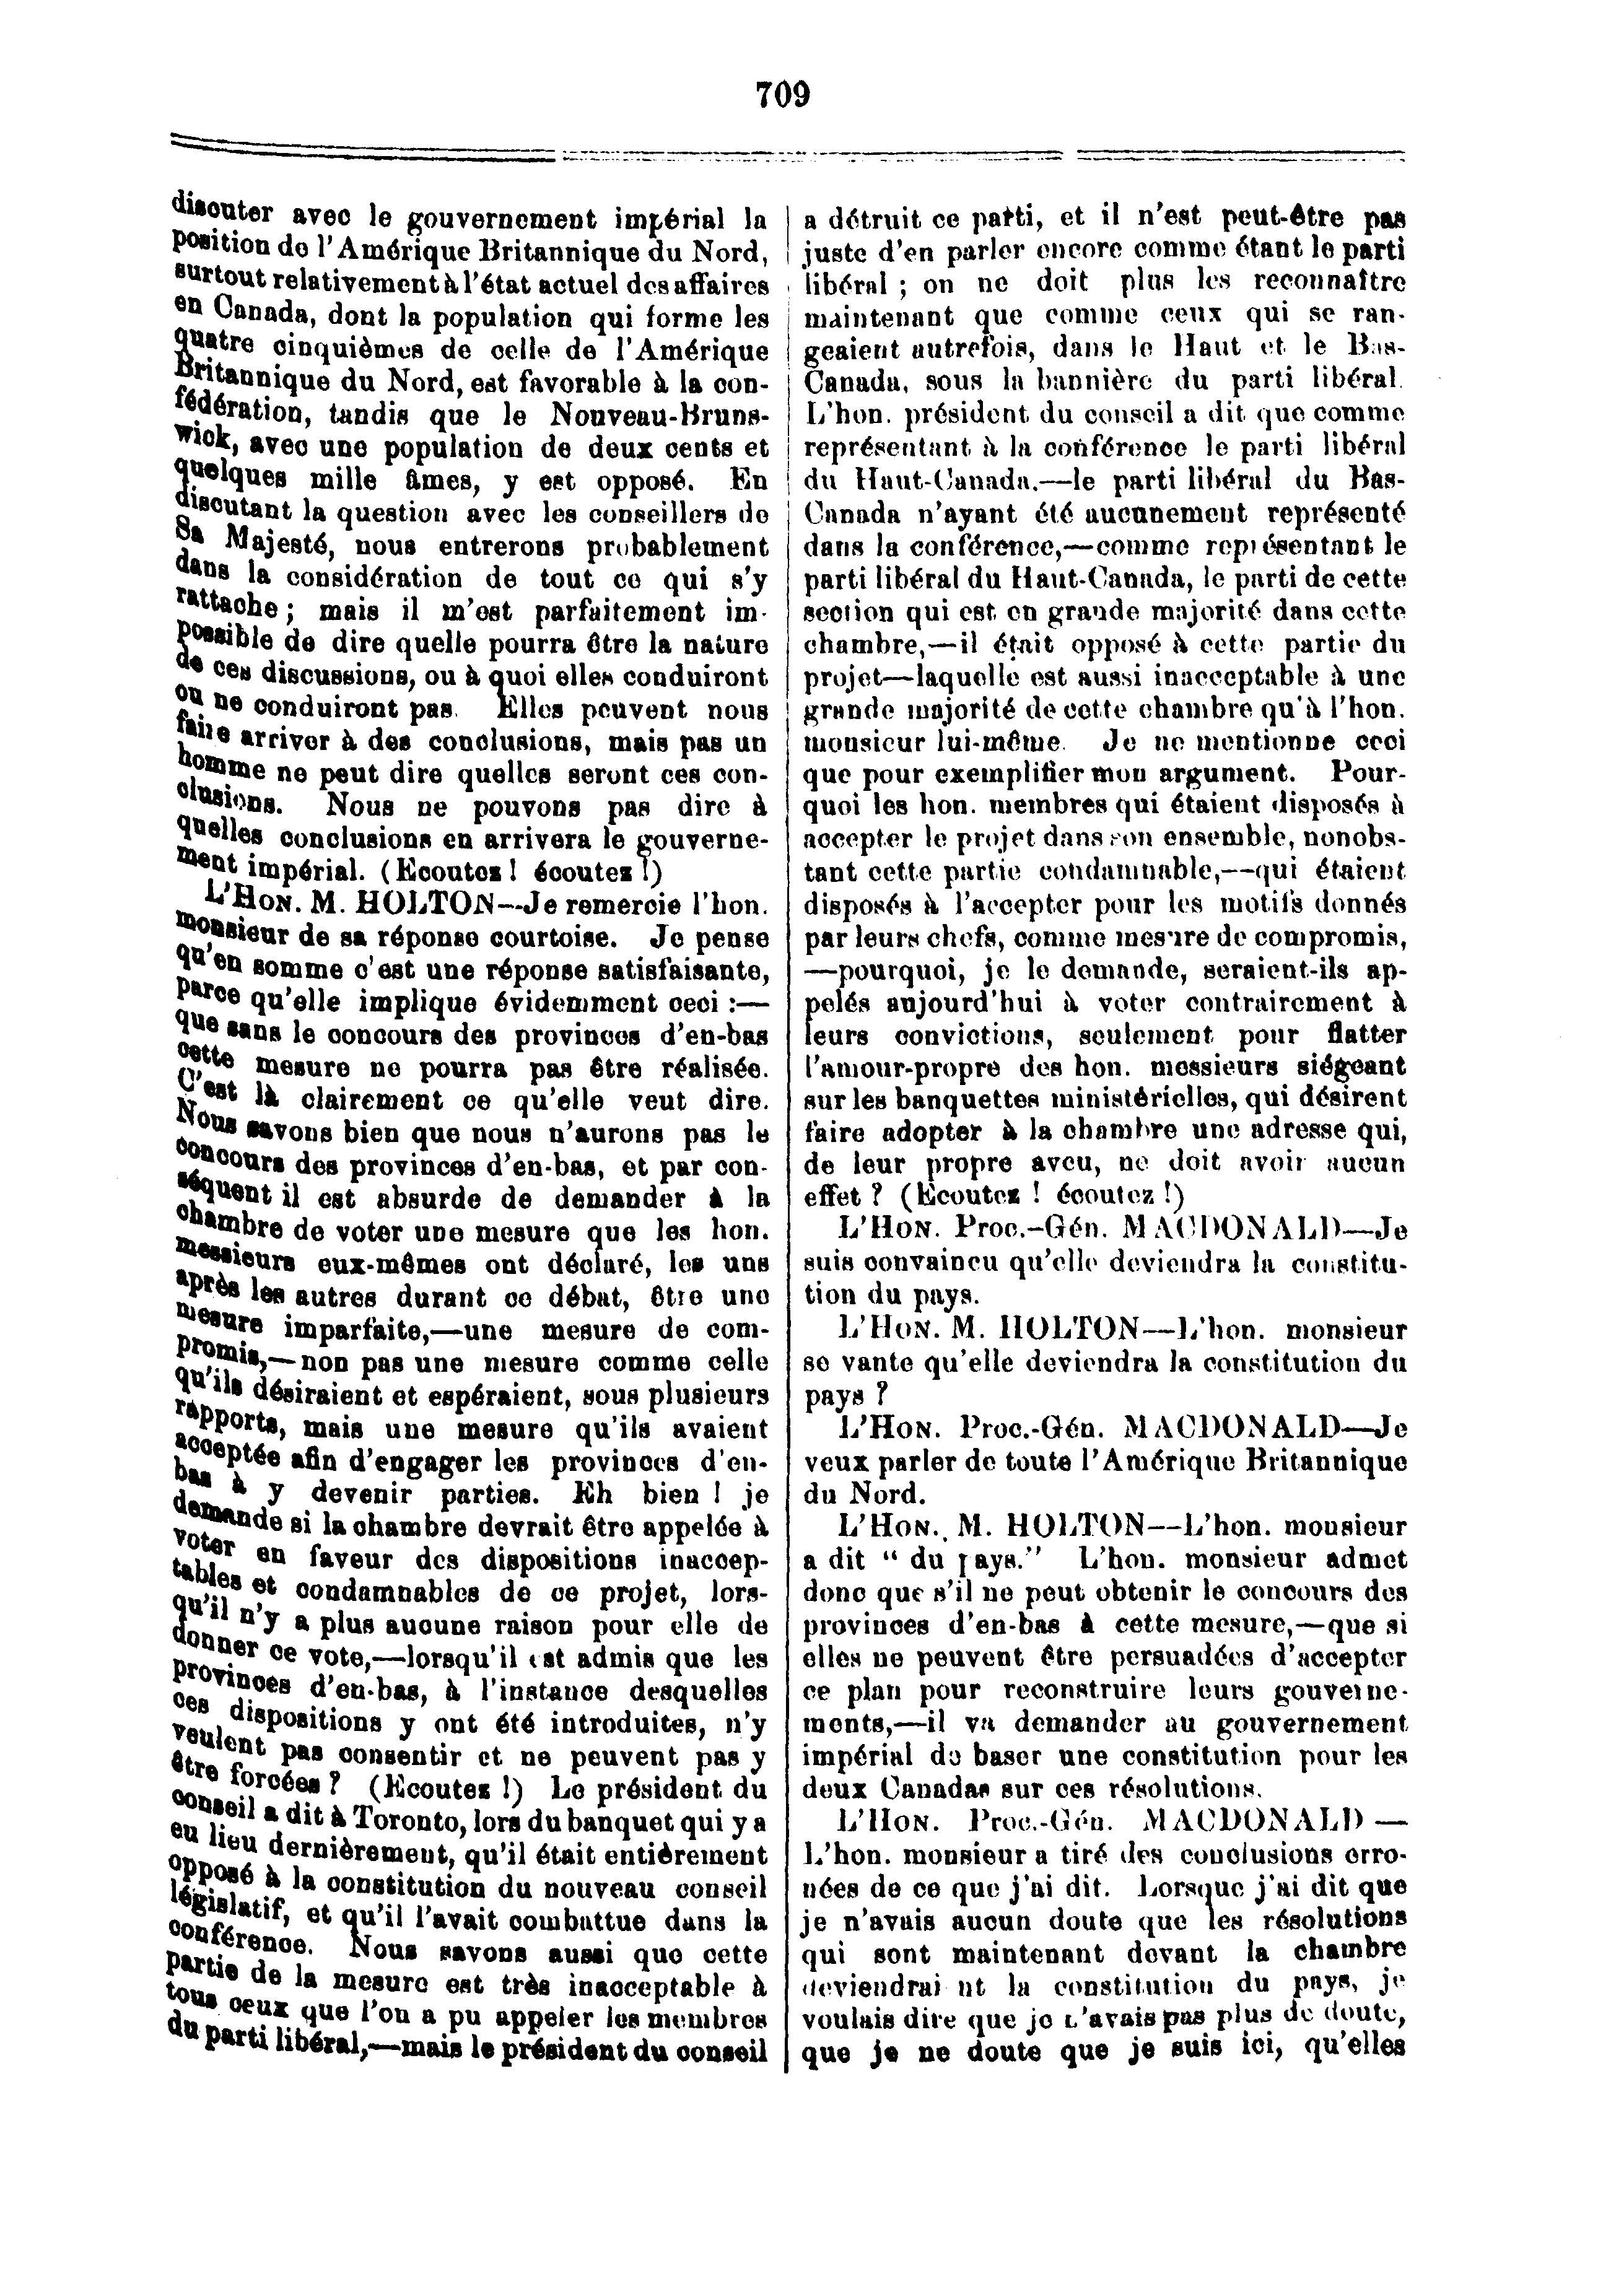 709
discuter avec le gouvernement impérial la
position de l'Amérique Britannique du Nord,
surtout relativement à l'état actuel des affaires
en Canada, dont la population qui forme les
quatre cinquièmes de celle de l'Amérique
Britannique du Nord, est favorable à la con-
fédération, tandis que le Nouveau-Bruns-
wick, avec une population de deux cents et
quelques mille âmes, y est opposé. En
discutant la question avec les conseillers de
Sa Majesté, nous entrerons probablement
dans la considération de tout ce qui s'y
rattache ; mais il m'est parfaitement im-
possible de dire quelle pourra être la nature
de ces discussions, ou à quoi elles conduiront
ou ne conduiront pas. Elles peuvent nous
faire arriver à des conclusions, mais pas un
homme ne peut dire quelles seront ces con-
clusions. Nous ne pouvons pas dire à
quelles conclusions en arrivera le gouverne-
ment impérial. (Ecoutez ! écoutez !)
L'HON. M. HOLTON—Je remercie l'hon.
monsieur de sa réponse courtoise. Je pense
qu'en somme c'est une réponse satisfaisante,
parce qu'elle implique évidemment ceci :—
que sans le concours des provinces d'en-bas
cette mesure ne pourra pas être réalisée.
C'est là clairement ce qu'elle veut dire.
Nous savons bien que nous n'aurons pas le
concours des provinces d'en-bas, et par con-
séquent il est absurde de demander à la
chambre de voter une mesure que les hon.
messieurs eux-mêmes ont déclaré, les uns
après les autres durant ce débat, être une
mesure imparfaite,—une mesure de com-
promis,—non pas une mesure comme celle
qu'ils désiraient et espéraient, sous plusieurs
rapports, mais une mesure qu'ils avaient
acceptée afin d'engager les provinces d'en-
bas à y devenir parties. Eh bien ! je
demande si la chambre devrait être appelée à
voter en faveur des dispositions inaccep-
tables et condamnables de ce projet, lors-
qu'il n'y a plus aucune raison pour elle de
donner ce vote,—lorsqu'il est admis que les
provinces d'en-bas, à l'instance desquelles
ces dispositions y ont été introduites, n'y
veulent pas consentir et ne peuvent pas y
être forcées ? (Ecoutez !) Le président du
conseil a dit à Toronto, lors du banquet qui y a
eu lieu dernièrement, qu'il était entièrement
opposé à la constitution du nouveau conseil
législatif, et qu'il l'avait combattue dans la
conférence. Nous savons aussi que cette
partie de la mesure est très inacceptable à
tous ceux que l'on a pu appeler les membres
du parti libéral,—mais le président du conseil
a détruit ce parti, et il n'est peut-être pas
juste d'en parler encore comme étant le parti
libéral ; on ne doit plus les reconnaître
maintenant que comme ceux qui se ran-
geaient autrefois, dans le Haut et le Bas-
Canada, sous la bannière du parti libéral.
L'hon. président du conseil a dit que comme
représentant à la conférence le parti libéral
du Haut-Canada,—le parti libéral du Bas-
Canada n'ayant été aucunement représenté
dans la conférence,—comme représentant le
parti libéral du Haut-Canada, le parti de cette
section qui est en grande majorité dans cette
chambre,—il était opposé à cette partie du
projet—laquelle est aussi inacceptable à une
grande majorité de cette chambre qu'à l'hon.
monsieur lui-même. Je ne mentionne ceci
que pour exemplifier mon argument. Pour-
quoi les hon. membres qui étaient disposés à
accepter le projet dans son ensemble, nonobs-
tant cette partie condamnable,—qui étaient
disposés à l'accepter pour les motifs donnés
par leurs chefs, comme mesure de compromis,
—pourquoi, je le demande, seraient-ils ap-
pelés aujourd'hui à voter contrairement à
leurs convictions, seulement pour flatter
l'amour-propre des hon. messieurs siégeant
sur les banquettes ministérielles, qui désirent
faire adopter à la chambre une adresse qui,
de leur propre aveu, ne doit avoir aucun
effet ? (Ecoutez ! écoutez !)
L'HON. Proc.-Gén. MACDONALD—Je
suis convaincu qu'elle deviendra la constitu-
tion du pays.
L'HON. M. HOLTON—L'hon. monsieur
se vante qu'elle deviendra la constitution du
pays ?
L'HON. Proc.-Gén. MACDONALD—Je
veux parler de toute l'Amérique Britannique
du Nord.
L'HON. M. HOLTON—L'hon. monsieur
a dit “ du pays.” L'hon. monsieur admet
donc que s'il ne peut obtenir le concours des
provinces d'en-bas à cette mesure,—que si
elles ne peuvent être persuadées d'accepter
ce plan pour reconstruire leurs gouverne-
ments,—il va demander au gouvernement
impérial de baser une constitution pour les
deux Canadas sur ces résolutions.
L'HON. Proc.-Gén. MACDONALD —
L'hon. monsieur a tiré des conclusions erro-
nées de ce que j'ai dit. Lorsque j'ai dit que
je n'avais aucun doute que les résolutions
qui sont maintenant devant la chambre
deviendraient la constitution du pays, je
voulais dire que je n'avais pas plus de doute,
que je ne doute que je suis ici, qu'elles